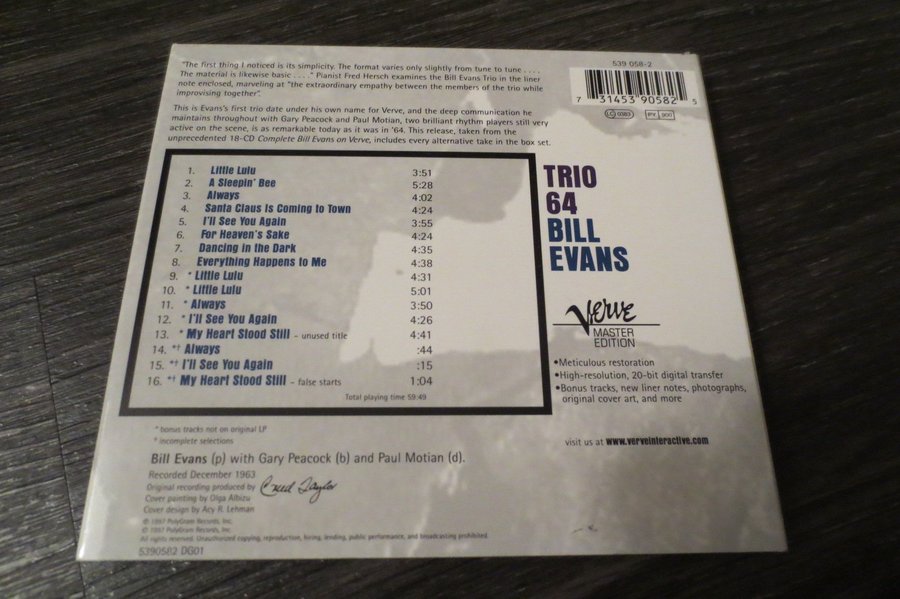 "The first thing I noticed is its simplicity. The format varies only slightly from tune to tune . . . .
The material is likewise basic . . . ." Pianist Fred Hersch examines the Bill Evans Trio in the liner
note enclosed, marveling at "the extraordinary empathy between the members of the trio while
improvising together".
This is Evans's first trio date under his own name for Verve, and the deep communication he
maintains throughout with Gary Peacock and Paul Motian, two brilliant rhythm players still very
active on the scene, is as remarkable today as it was in '64. This release, taken from the
unprecedented 18-CD Complete Bill Evans on Verve, includes every alternative take in the box set.
539 058-2
7 31453 90582 5
LC 0383 PY 900
1. Little Lulu 3:51
2. A Sleepin' Bee 5:28
3. Always 4:02
4. Santa Claus Is Coming to Town 4:24
5. I'll See You Again 3:55
6. For Heaven's Sake 4:24
7. Dancing in the Dark 4:35
8. Everything Happens to Me 4:38
9. * Little Lulu 4:31
10. * Little Lulu 5:01
11. * Always 3:50
12. * I'll See You Again 4:26
13. * My Heart Stood Still – unused title 4:41
14. *† Always :44
15. *† I'll See You Again :15
16. *† My Heart Stood Still – false starts 1:04
Total playing time 59:49
TRIO
64
BILL
EVANS
Verve
MASTER
EDITION
•Meticulous restoration
•High-resolution, 20-bit digital transfer
•Bonus tracks, new liner notes, photographs,
original cover art, and more
visit us at www.verveinteractive.com
* bonus tracks not on original LP
† incomplete selections
Bill Evans (p) with Gary Peacock (b) and Paul Motian (d).
Recorded December 1963
Original recording produced by Creed Taylor
Cover painting by Olga Albizu
Cover design by Acy R. Lehman
℗ 1997 PolyGram Records, Inc.
© 1997 PolyGram Records, Inc.
All rights reserved. Unauthorized copying, reproduction, hiring, lending, public performance, and broadcasting prohibited.
5390582 DG01